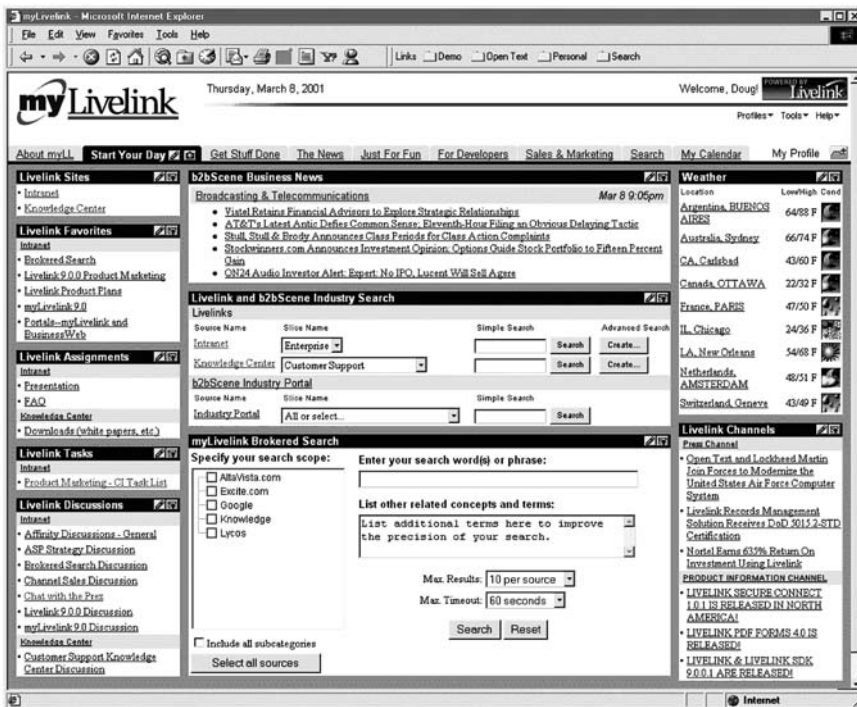 myLivelink - Microsoft Internet Explorer
File Edit View Favorites Tools Help
Links Demo Open Text Personal Search
myLivelink
Thursday, March 8, 2001
Welcome, Doug!
POWERED BY Livelink
Profiles Tools Help
About myLL Start Your Day Get Stuff Done The News Just For Fun For Developers Sales & Marketing Search My Calendar My Profile
Livelink Sites
Intranet
Knowledge Center
Livelink Favorites
Intranet
Brokered Search
Livelink 9.0.0 Product Marketing
Livelink Product Plans
myLivelink 9.0
Portals--myLivelink and
BusinessWeb
Livelink Assignments
Intranet
Presentation
FAQ
Knowledge Center
Downloads (white papers, etc.)
Livelink Tasks
Intranet
Product Marketing - CI Task List
Livelink Discussions
Intranet
Affinity Discussions - General
ASP Strategy Discussion
Brokered Search Discussion
Channel Sales Discussion
Chat with the Prez
Livelink 9.0.0 Discussion
myLivelink 9.0 Discussion
Knowledge Center
Customer Support Knowledge
Center Discussion
b2bScene Business News
Broadcasting & Telecommunications Mar 8 9:05pm
Vistel Retains Financial Advisors to Explore Strategic Relationships
AT&T's Latest Antic Defies Common Sense; Eleventh-Hour Filing an Obvious Delaying Tactic
Stull, Stull & Brody Announces Class Periods for Class Action Complaints
Stockwinners.com Announces Investment Opinion: Options Guide Stock Portfolio to Fifteen Percent
Gain
ON24 Audio Investor Alert: Expert: No IPO, Lucent Will Sell Agere
Livelink and b2bScene Industry Search
Livelinks
Source Name Slice Name Simple Search Advanced Search
Intranet Enterprise Search Create...
Knowledge Center Customer Support Search Create...
b2bScene Industry Portal
Source Name Slice Name Simple Search
Industry Portal All or select... Search
myLivelink Brokered Search
Specify your search scope:
AltaVista.com
Excite.com
Google
Knowledge
Lycos
Include all subcategories
Select all sources
Enter your search word(s) or phrase:
List other related concepts and terms:
List additional terms here to improve
the precision of your search.
Max. Results: 10 per source
Max. Timeout: 60 seconds
Search Reset
Weather
Location Low/High Cond
Argentina, BUENOS
AIRES 64/88 F
Australia, Sydney 66/74 F
CA, Carlsbad 43/60 F
Canada, OTTAWA 22/32 F
France, PARIS 47/50 F
IL, Chicago 24/36 F
LA, New Orleans 54/68 F
Netherlands,
AMSTERDAM 48/51 F
Switzerland, Geneve 43/49 F
Livelink Channels
Press Channel
Open Text and Lockheed Martin
Join Forces to Modernize the
United States Air Force Computer
System
Livelink Records Management
Solution Receives DoD 5015.2-STD
Certification
Nortel Earns 635% Return On
Investment Using Livelink
PRODUCT INFORMATION CHANNEL
LIVELINK SECURE CONNECT
1.0.1 IS RELEASED IN NORTH
AMERICA!
LIVELINK PDF FORMS 4.0 IS
RELEASED!
LIVELINK & LIVELINK SDK
9.0.0.1 ARE RELEASED!
Internet